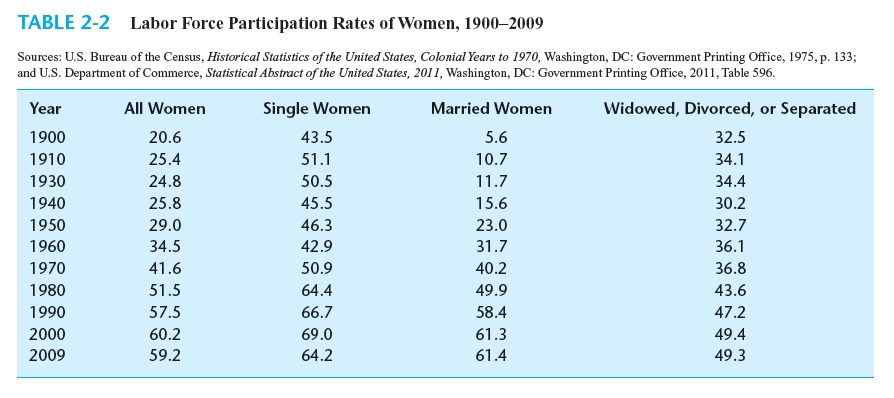 TABLE 2-2 Labor Force Participation Rates of Women, 1900–2009
Sources: U.S. Bureau of the Census, Historical Statistics of the United States, Colonial Years to 1970, Washington, DC: Government Printing Office, 1975, p. 133;
and U.S. Department of Commerce, Statistical Abstract of the United States, 2011, Washington, DC: Government Printing Office, 2011, Table 596.
Year All Women Single Women Married Women Widowed, Divorced, or Separated
1900 20.6 43.5 5.6 32.5
1910 25.4 51.1 10.7 34.1
1930 24.8 50.5 11.7 34.4
1940 25.8 45.5 15.6 30.2
1950 29.0 46.3 23.0 32.7
1960 34.5 42.9 31.7 36.1
1970 41.6 50.9 40.2 36.8
1980 51.5 64.4 49.9 43.6
1990 57.5 66.7 58.4 47.2
2000 60.2 69.0 61.3 49.4
2009 59.2 64.2 61.4 49.3